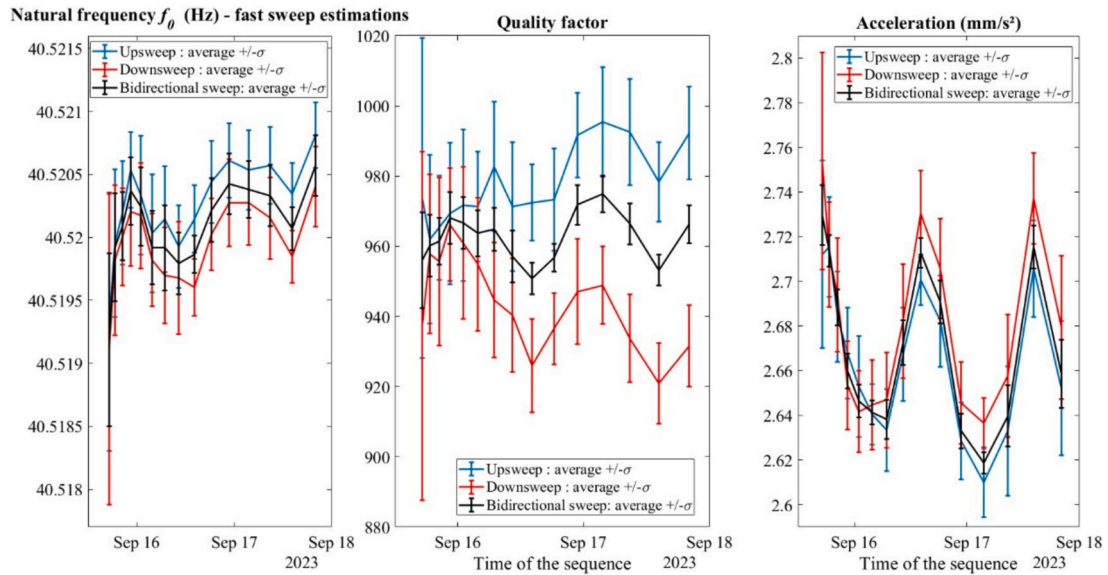 Natural frequency f0 (Hz) - fast sweep estimations
40.5215
40.521
40.5205
40.52
40.5195
40.519
40.5185
40.518
Upsweep : average +/-σ
Downsweep : average +/-σ
Bidirectional sweep: average +/-σ
Sep 16
Sep 17
Sep 18
2023
Quality factor
1020
1000
980
960
940
920
900
880
Upsweep : average +/-σ
Downsweep : average +/-σ
Bidirectional sweep: average +/-σ
Sep 16
Sep 17
Sep 18
Time of the sequence
2023
Acceleration (mm/s²)
2.8
2.78
2.76
2.74
2.72
2.7
2.68
2.66
2.64
2.62
2.6
Upsweep : average +/-σ
Downsweep : average +/-σ
Bidirectional sweep: average +/-σ
Sep 16
Sep 17
Sep 18
Time of the sequence
2023